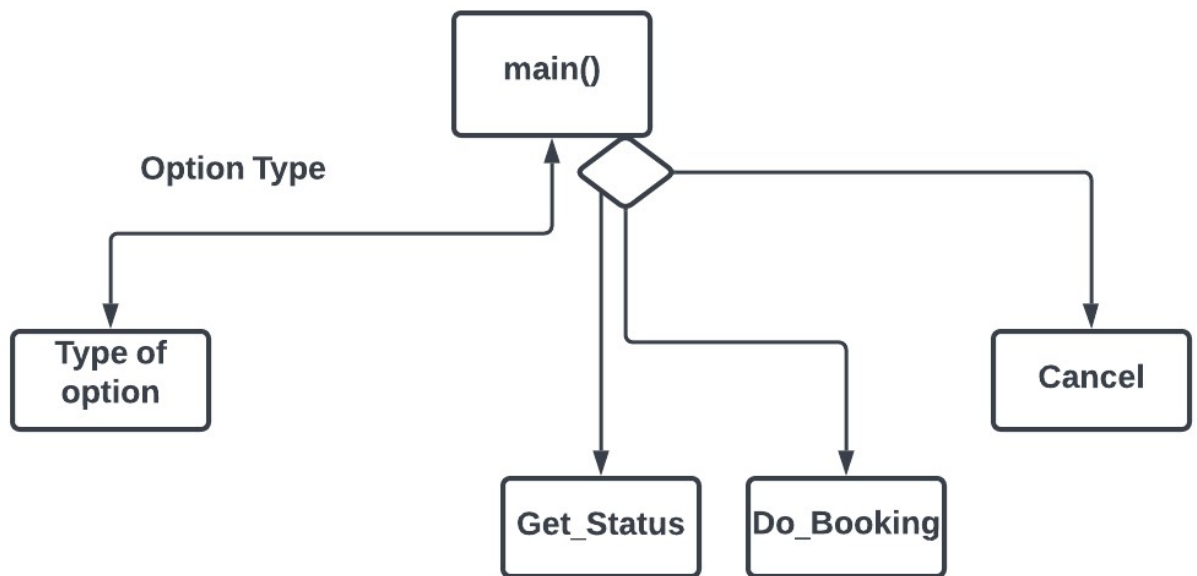 main()
Option Type
Type of
option
Cancel
Get_Status
Do_Booking